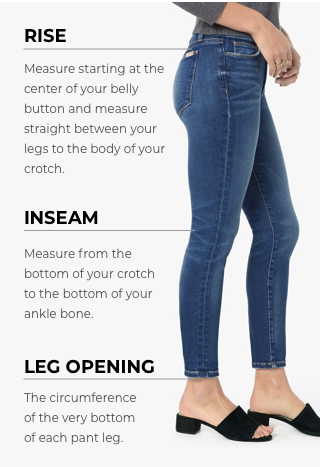 RISE
Measure starting at the
center of your belly
button and measure
straight between your
legs to the body of your
crotch.
INSEAM
Measure from the
bottom of your crotch
to the bottom of your
ankle bone.
LEG OPENING
The circumference
of the very bottom
of each pant leg.